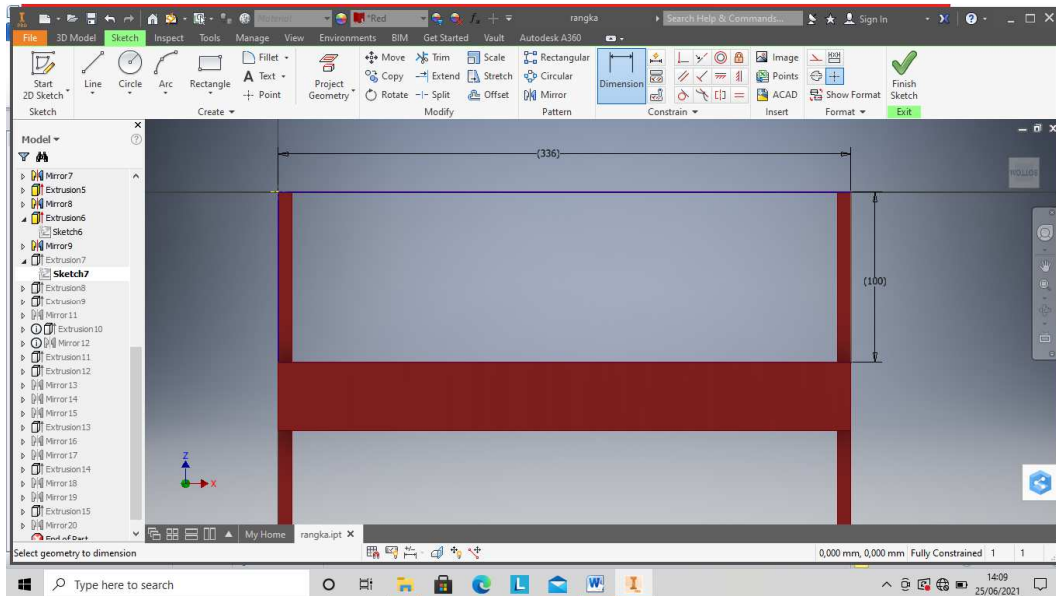 *Red
rangka
Search Help & Commands...
Sign In
File 3D Model Sketch Inspect Tools Manage View Environments BIM Get Started Vault Autodesk A360
Start 2D Sketch
Line
Circle
Arc
Rectangle
Fillet
Text
Point
Project Geometry
Move Trim Scale
Copy Extend Stretch
Rotate Split Offset
Rectangular
Circular
Mirror
Dimension
Image
Points
ACAD
Show Format
Finish Sketch
Sketch Create Modify Pattern Constrain Insert Format Exit
Model
Mirror7
Extrusion5
Mirror8
Extrusion6
Sketch6
Mirror9
Extrusion7
Sketch7
Extrusion8
Extrusion9
Mirror11
Extrusion10
Mirror12
Extrusion11
Extrusion12
Mirror13
Mirror14
Mirror15
Extrusion13
Mirror16
Mirror17
Extrusion14
Mirror18
Mirror19
Extrusion15
Mirror20
End of Part
(336)
(100)
BOTTOM
Z
X
My Home rangka.ipt X
Select geometry to dimension
0,000 mm, 0,000 mm Fully Constrained 1 1
Type here to search
14:09
25/06/2021